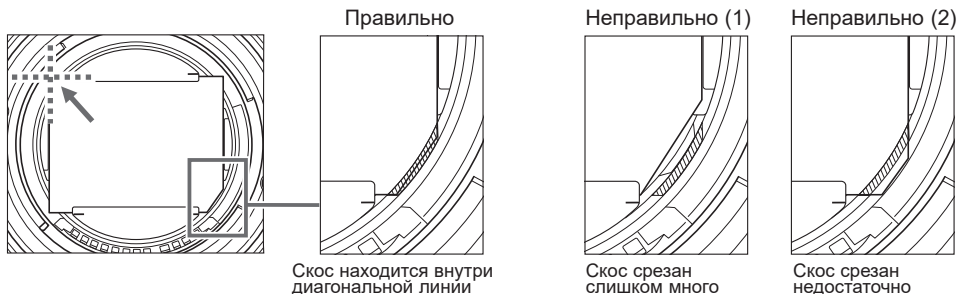 Правильно
Неправильно (1)
Неправильно (2)
Скос находится внутри
диагональной линии
Скос срезан
слишком много
Скос срезан
недостаточно